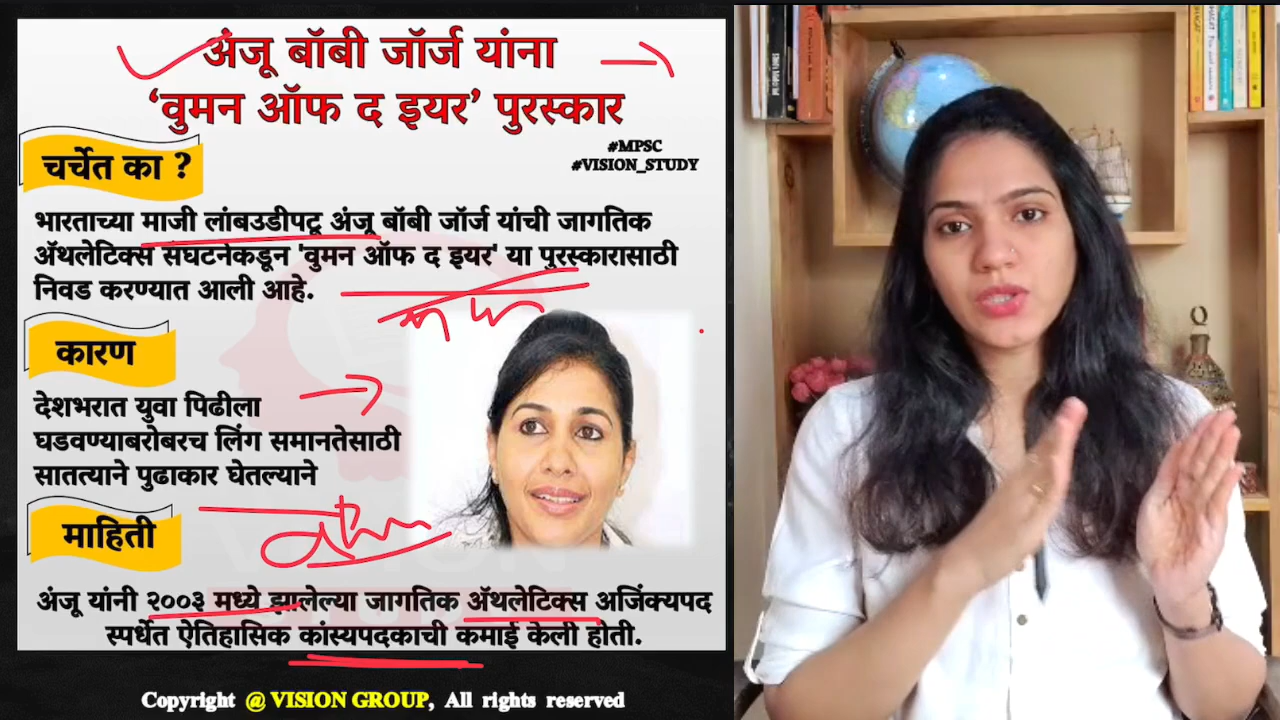 अंजू बॉबी जॉर्ज यांना
‘वुमन ऑफ द इयर’ पुरस्कार
#MPSC
#VISION_STUDY
चर्चेत का ?
भारताच्या माजी लांबउडीपटू अंजू बॉबी जॉर्ज यांची जागतिक
ॲथलेटिक्स संघटनेकडून 'वुमन ऑफ द इयर' या पुरस्कारासाठी
निवड करण्यात आली आहे.
कारण
देशभरात युवा पिढीला
घडवण्याबरोबरच लिंग समानतेसाठी
सातत्याने पुढाकार घेतल्याने
माहिती
अंजू यांनी २००३ मध्ये झालेल्या जागतिक ॲथलेटिक्स अजिंक्यपद
स्पर्धेत ऐतिहासिक कांस्यपदकाची कमाई केली होती.
Copyright @ VISION GROUP, All rights reserved